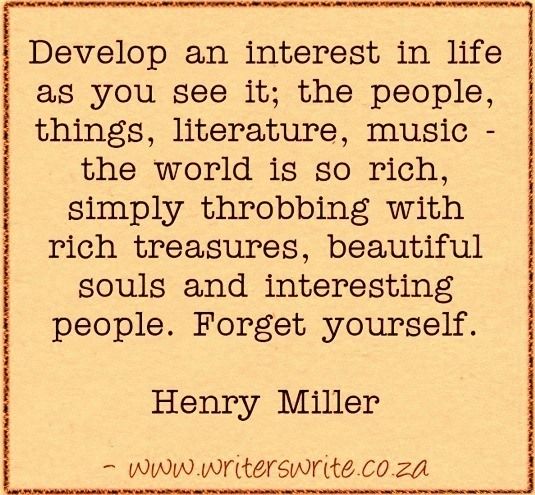 Develop an interest in life
as you see it; the people,
things, literature, music -
the world is so rich,
simply throbbing with
rich treasures, beautiful
souls and interesting
people. Forget yourself.
Henry Miller
- www.writerswrite.co.za